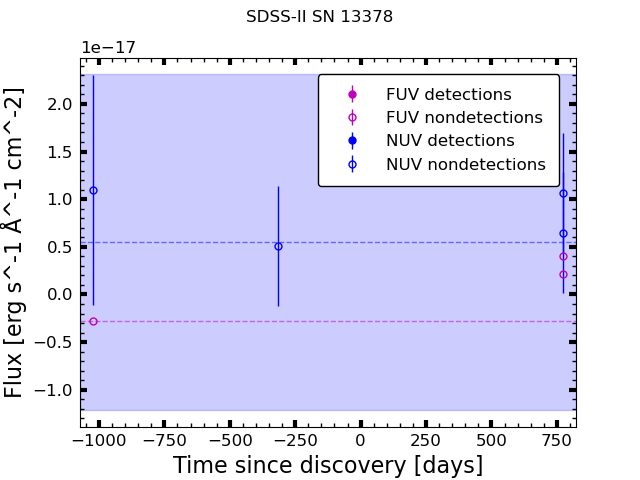 SDSS-II SN 13378
1e−17
FUV detections
FUV nondetections
NUV detections
NUV nondetections
2.0
1.5
1.0
0.5
0.0
−0.5
−1.0
Flux [erg s^-1 Å^-1 cm^-2]
−1000 −750 −500 −250 0 250 500 750
Time since discovery [days]